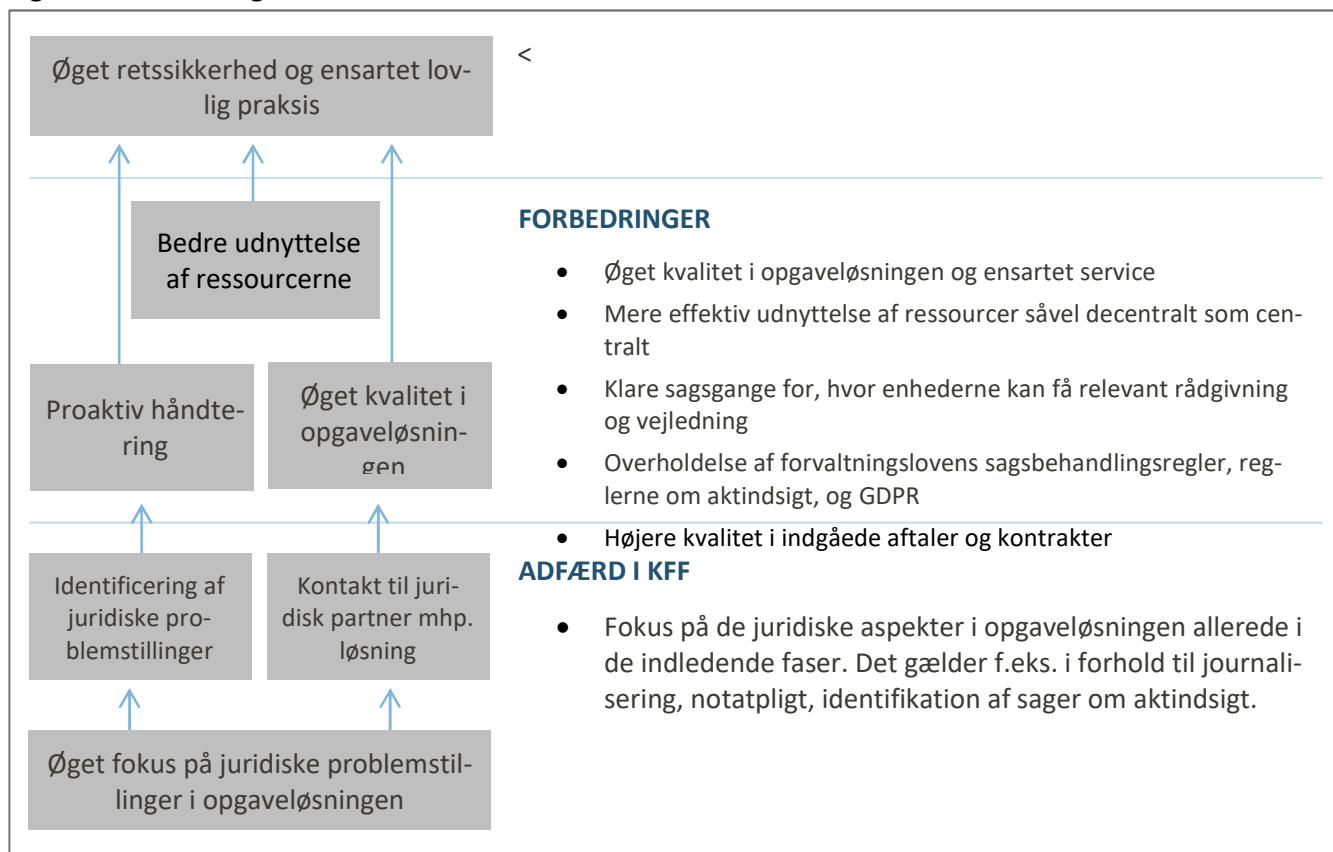 Øget retssikkerhed og ensartet lov-
lig praksis
<
Bedre udnyttelse
af ressourcerne
Proaktiv håndte-
ring
Øget kvalitet i
opgaveløsnin-
gen
Identificering af
juridiske pro-
blemstillinger
Kontakt til juri-
disk partner mhp.
løsning
Øget fokus på juridiske problemstil-
linger i opgaveløsningen
FORBEDRINGER
• Øget kvalitet i opgaveløsningen og ensartet service
• Mere effektiv udnyttelse af ressourcer såvel decentralt som cen-
tralt
• Klare sagsgange for, hvor enhederne kan få relevant rådgivning
og vejledning
• Overholdelse af forvaltningslovens sagsbehandlingsregler, reg-
lerne om aktindsigt, og GDPR
• Højere kvalitet i indgåede aftaler og kontrakter
ADFÆRD I KFF
• Fokus på de juridiske aspekter i opgaveløsningen allerede i
de indledende faser. Det gælder f.eks. i forhold til journali-
sering, notatpligt, identifikation af sager om aktindsigt.